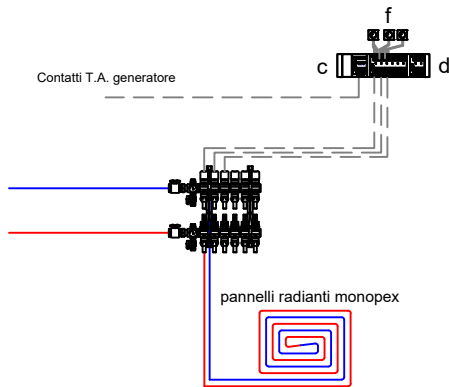 f
c
d
Contatti T.A. generatore
pannelli radianti monopex